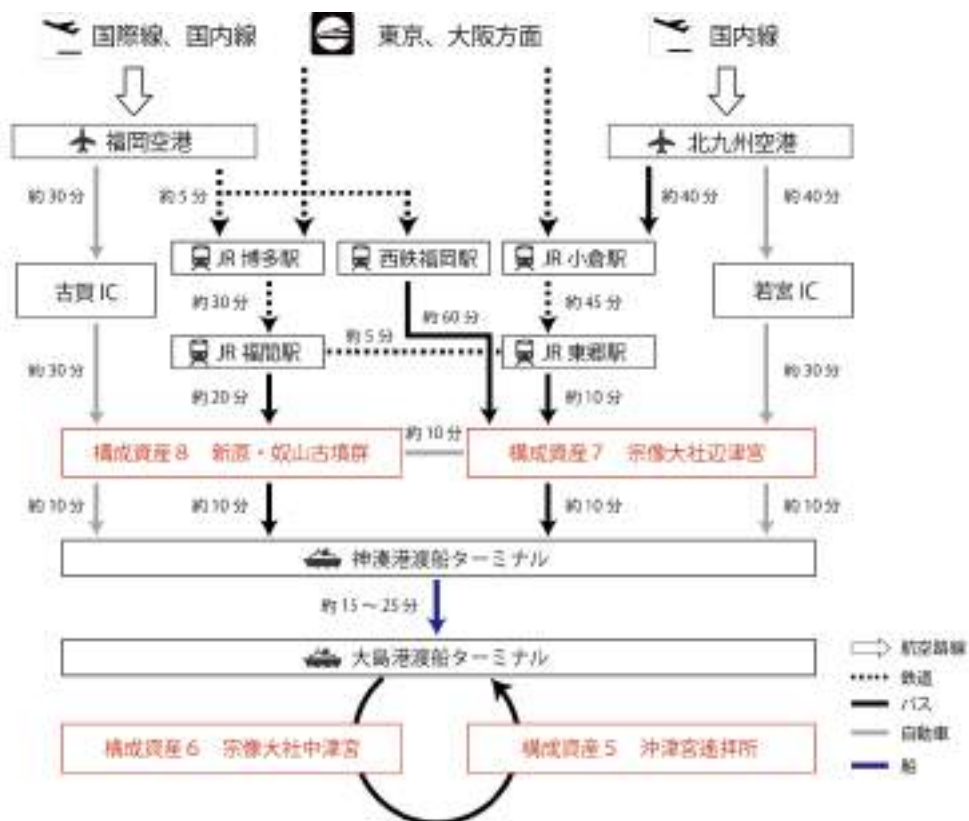 国際線、国内線
東京、大阪方面
国内線
福岡空港
北九州空港
約30分
約5分
約40分
約40分
JR 博多駅
西鉄福岡駅
JR 小倉駅
古賀 IC
若宮 IC
約30分
約60分
約45分
約5分
JR 福間駅
JR 東郷駅
約30分
約20分
約10分
約30分
約10分
構成資産8 新原・奴山古墳群
構成資産7 宗像大社辺津宮
約10分
約10分
約10分
約10分
神湊港渡船ターミナル
約15～25分
大島港渡船ターミナル
航空路線
鉄道
バス
自動車
船
構成資産6 宗像大社中津宮
構成資産5 沖津宮遙拝所